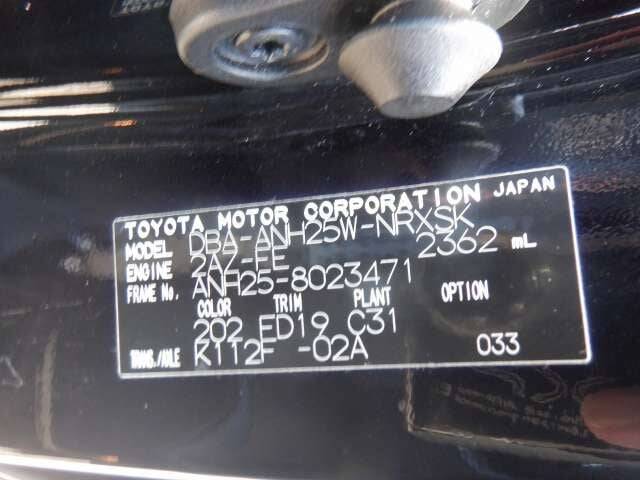 TOYOTA MOTOR CORPORATION JAPAN
MODEL DBA-ANH25W-NRXSK
ENGINE 2AZ-FE 2362 mL
FRAME No. ANH25-8023471
COLOR TRIM PLANT OPTION
202 FD19 C31
TRANS./AXLE K112F -02A 033